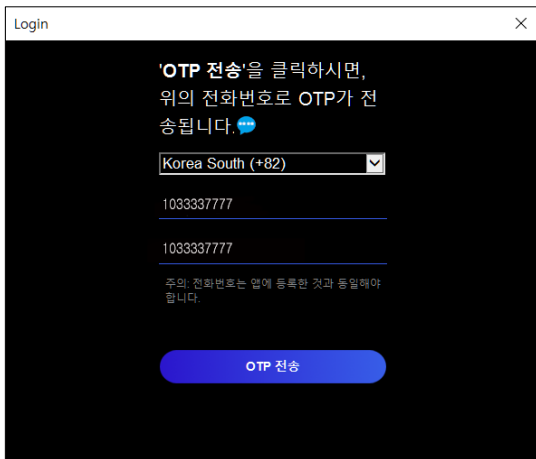 Login
'OTP 전송'을 클릭하시면,
위의 전화번호로 OTP가 전
송됩니다.💬
Korea South (+82)
1033337777
1033337777
주의: 전화번호는 앱에 등록한 것과 동일해야
합니다.
OTP 전송